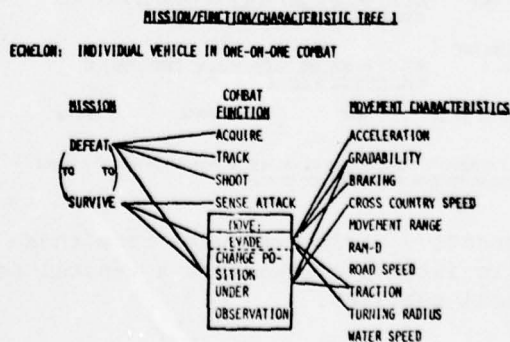 MISSION/FUNCTION/CHARACTERISTIC TREE 1
ECHELON: INDIVIDUAL VEHICLE IN ONE-ON-ONE COMBAT
MISSION
DEFEAT
TO TO
SURVIVE
COMBAT
FUNCTION
ACQUIRE
TRACK
SHOOT
SENSE ATTACK
MOVE:
EVADE
CHANGE PO-
SITION
UNDER
OBSERVATION
MOVEMENT CHARACTERISTICS
ACCELERATION
GRADABILITY
BRAKING
CROSS COUNTRY SPEED
MOVEMENT RANGE
RAM-D
ROAD SPEED
TRACTION
TURNING RADIUS
WATER SPEED